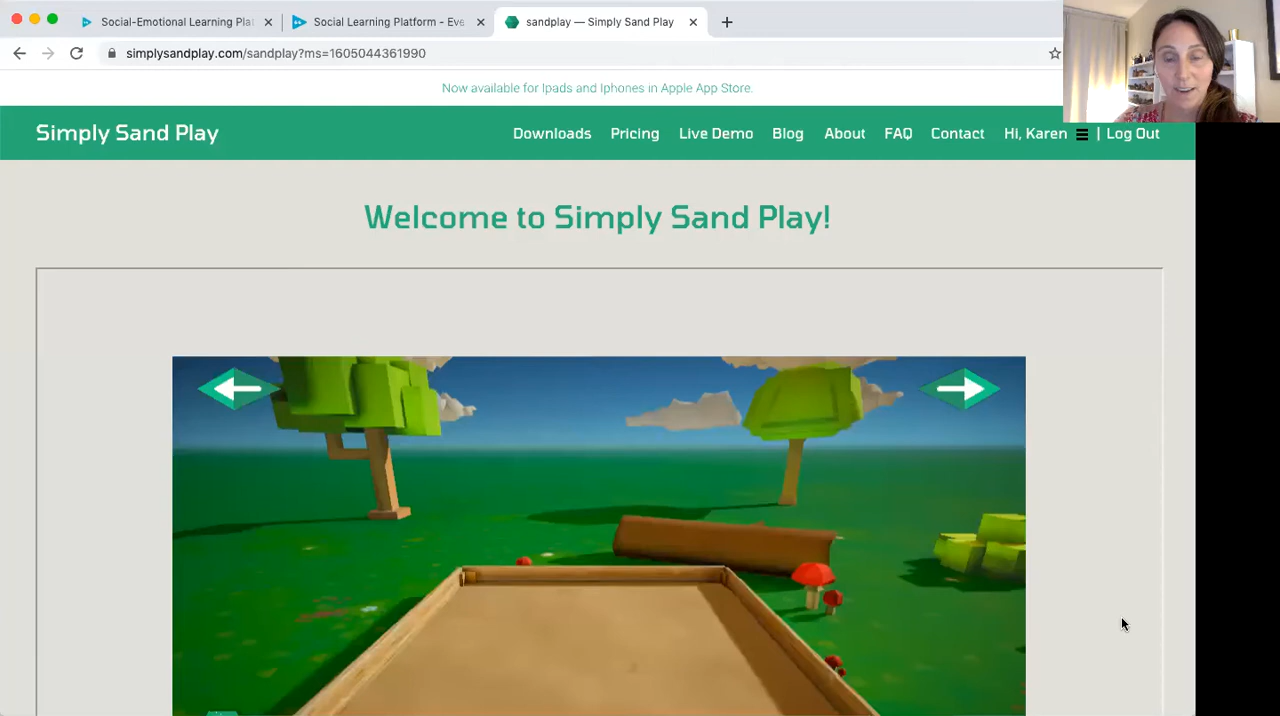 Social-Emotional Learning Pla
Social Learning Platform - Eve
sandplay — Simply Sand Play
simplysandplay.com/sandplay?ms=1605044361990
Now available for Ipads and Iphones in Apple App Store.
Simply Sand Play
Downloads Pricing Live Demo Blog About FAQ Contact Hi, Karen | Log Out
Welcome to Simply Sand Play!